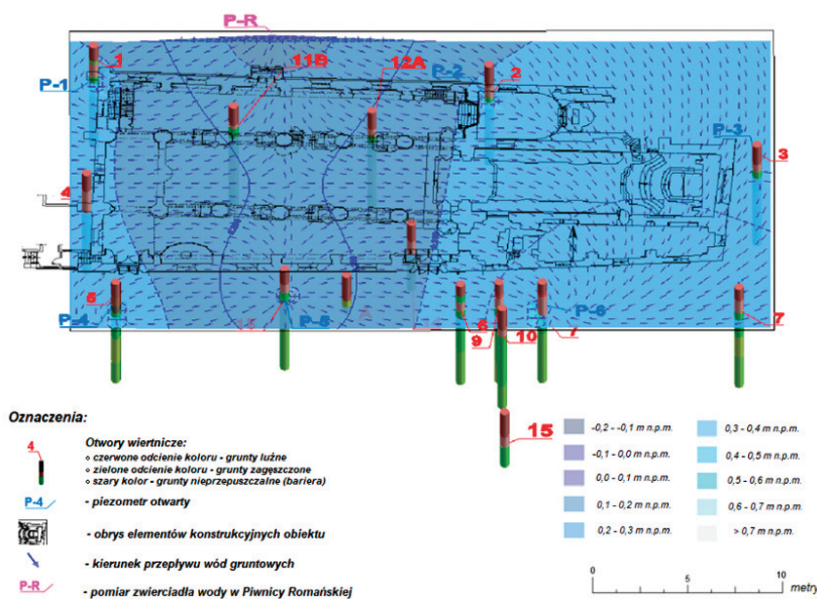 P-R
1
11B
12A
P-2
2
P-1
P-3
3
4
5
P-4
P-5
6
9
10
7
P-6
7
15
Oznaczenia:
4
Otwory wiertnicze:
czerwone odcienie koloru - grunty luźne
zielone odcienie koloru - grunty zagęszczone
szary kolor - grunty nieprzepuszczalne (bariera)
P-4 - piezometr otwarty
- obrys elementów konstrukcyjnych obiektu
- kierunek przepływu wód gruntowych
P-R - pomiar zwierciadła wody w Piwnicy Romańskiej
-0,2 - -0,1 m n.p.m.
-0,1 - 0,0 m n.p.m.
0,0 - 0,1 m n.p.m.
0,1 - 0,2 m n.p.m.
0,2 - 0,3 m n.p.m.
0,3 - 0,4 m n.p.m.
0,4 - 0,5 m n.p.m.
0,5 - 0,6 m n.p.m.
0,6 - 0,7 m n.p.m.
> 0,7 m n.p.m.
0 5 10
metry